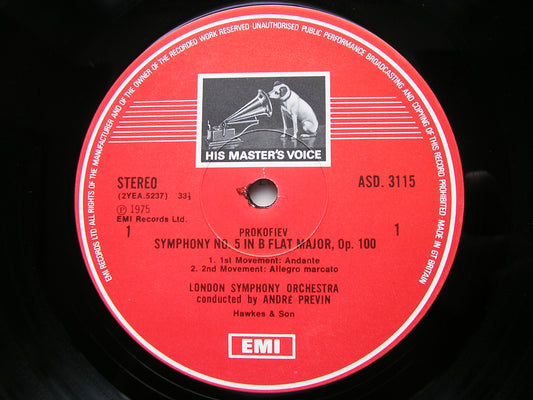 EMI RECORDS LTD ALL RIGHTS OF THE MANUFACTURER AND OF THE OWNER OF THE RECORDED WORK RESERVED · UNAUTHORISED PUBLIC PERFORMANCE BROADCASTING AND COPYING OF THIS RECORD PROHIBITED · MADE IN GT BRITAIN
HIS MASTER'S VOICE
STEREO
ASD. 3115
(2YEA.5237) 33⅓
Ⓟ 1975
EMI Records Ltd.
1
1
PROKOFIEV
SYMPHONY NO. 5 IN B FLAT MAJOR, Op. 100
1. 1st Movement: Andante
2. 2nd Movement: Allegro marcato
LONDON SYMPHONY ORCHESTRA
conducted by ANDRÉ PREVIN
Hawkes & Son
EMI